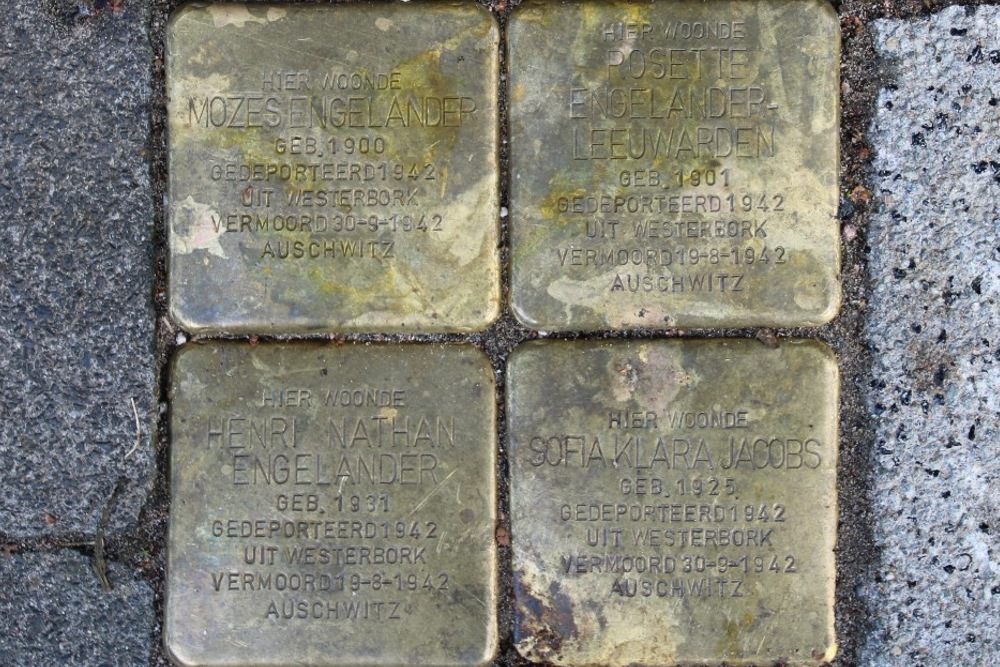 HIER WOONDE
MOZES ENGELANDER
GEB. 1900
GEDEPORTEERD 1942
UIT WESTERBORK
VERMOORD 30-9-1942
AUSCHWITZ
HIER WOONDE
ROSETTE
ENGELANDER-
LEEUWARDEN
GEB. 1901
GEDEPORTEERD 1942
UIT WESTERBORK
VERMOORD 19-8-1942
AUSCHWITZ
HIER WOONDE
HENRI NATHAN
ENGELANDER
GEB. 1931
GEDEPORTEERD 1942
UIT WESTERBORK
VERMOORD 19-8-1942
AUSCHWITZ
HIER WOONDE
SOFIA KLARA JACOBS
GEB. 1925
GEDEPORTEERD 1942
UIT WESTERBORK
VERMOORD 30-9-1942
AUSCHWITZ